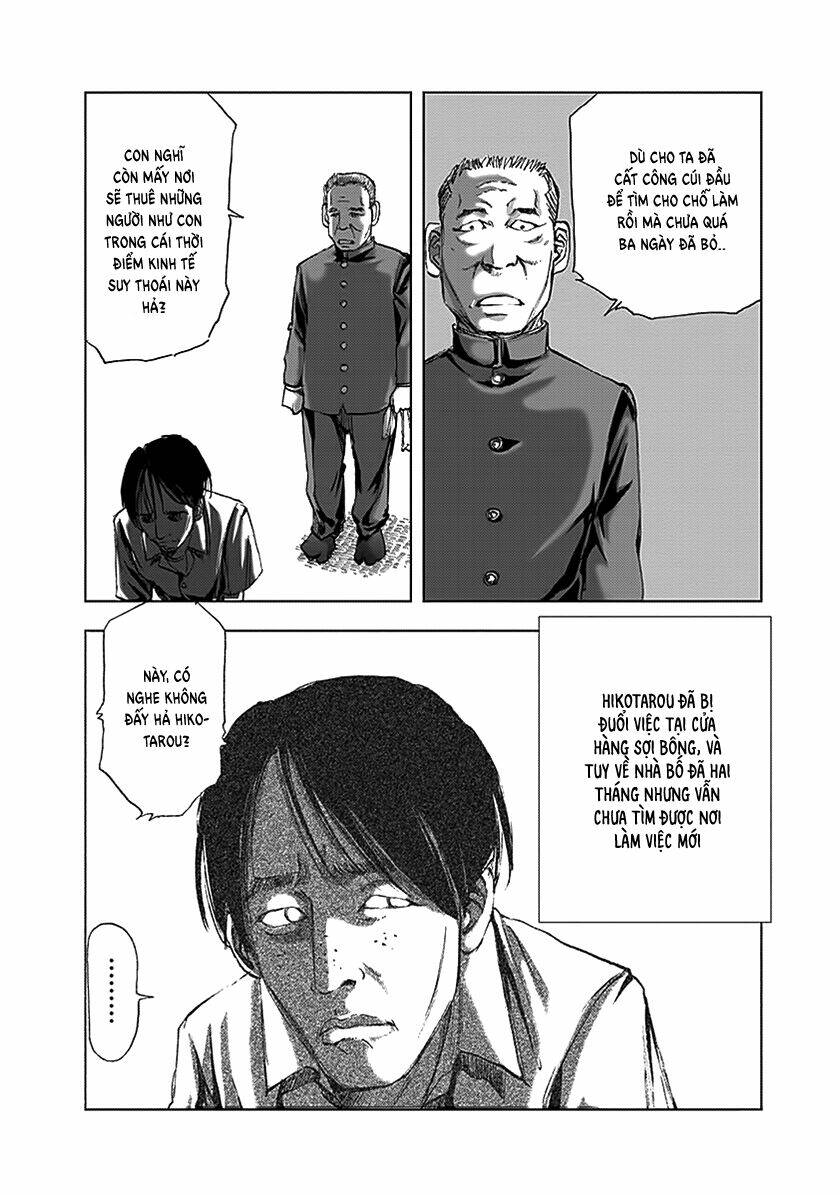 DÙ CHO TA ĐÃ
CẤT CÔNG CÚI ĐẦU
ĐỂ TÌM CHO CHỖ LÀM
RỒI MÀ CHƯA QUÁ
BA NGÀY ĐÃ BỎ..
CON NGHĨ
CÒN MẤY NƠI
SẼ THUÊ NHỮNG
NGƯỜI NHƯ CON
TRONG CÁI THỜI
ĐIỂM KINH TẾ
SUY THOÁI NÀY
HẢ?
HIKOTAROU ĐÃ BỊ
ĐUỔI VIỆC TẠI CỬA
HÀNG SỢI BÔNG, VÀ
TUY VỀ NHÀ BỐ ĐÃ HAI
THÁNG NHƯNG VẪN
CHƯA TÌM ĐƯỢC NƠI
LÀM VIỆC MỚI
NÀY, CÓ
NGHE KHÔNG
ĐẤY HẢ HIKO-
TAROU?
.........